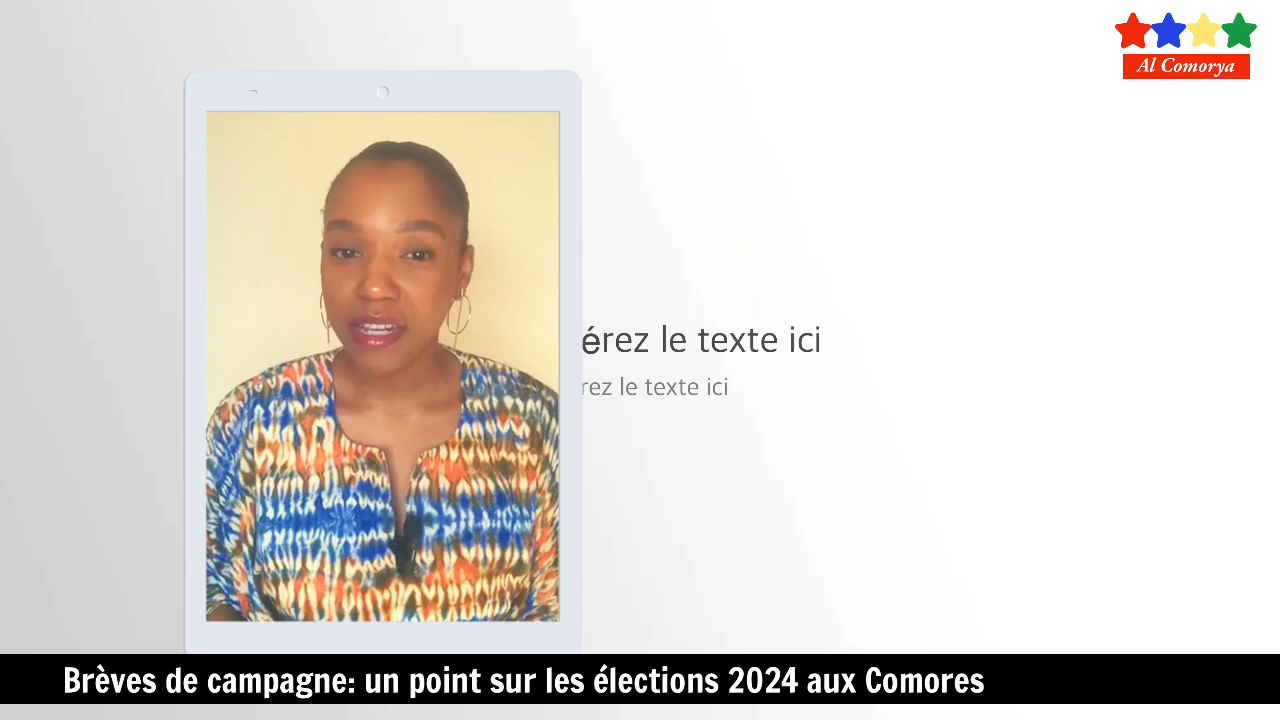 Al Comorya
érez le texte ici
rez le texte ici
Brèves de campagne: un point sur les élections 2024 aux Comores